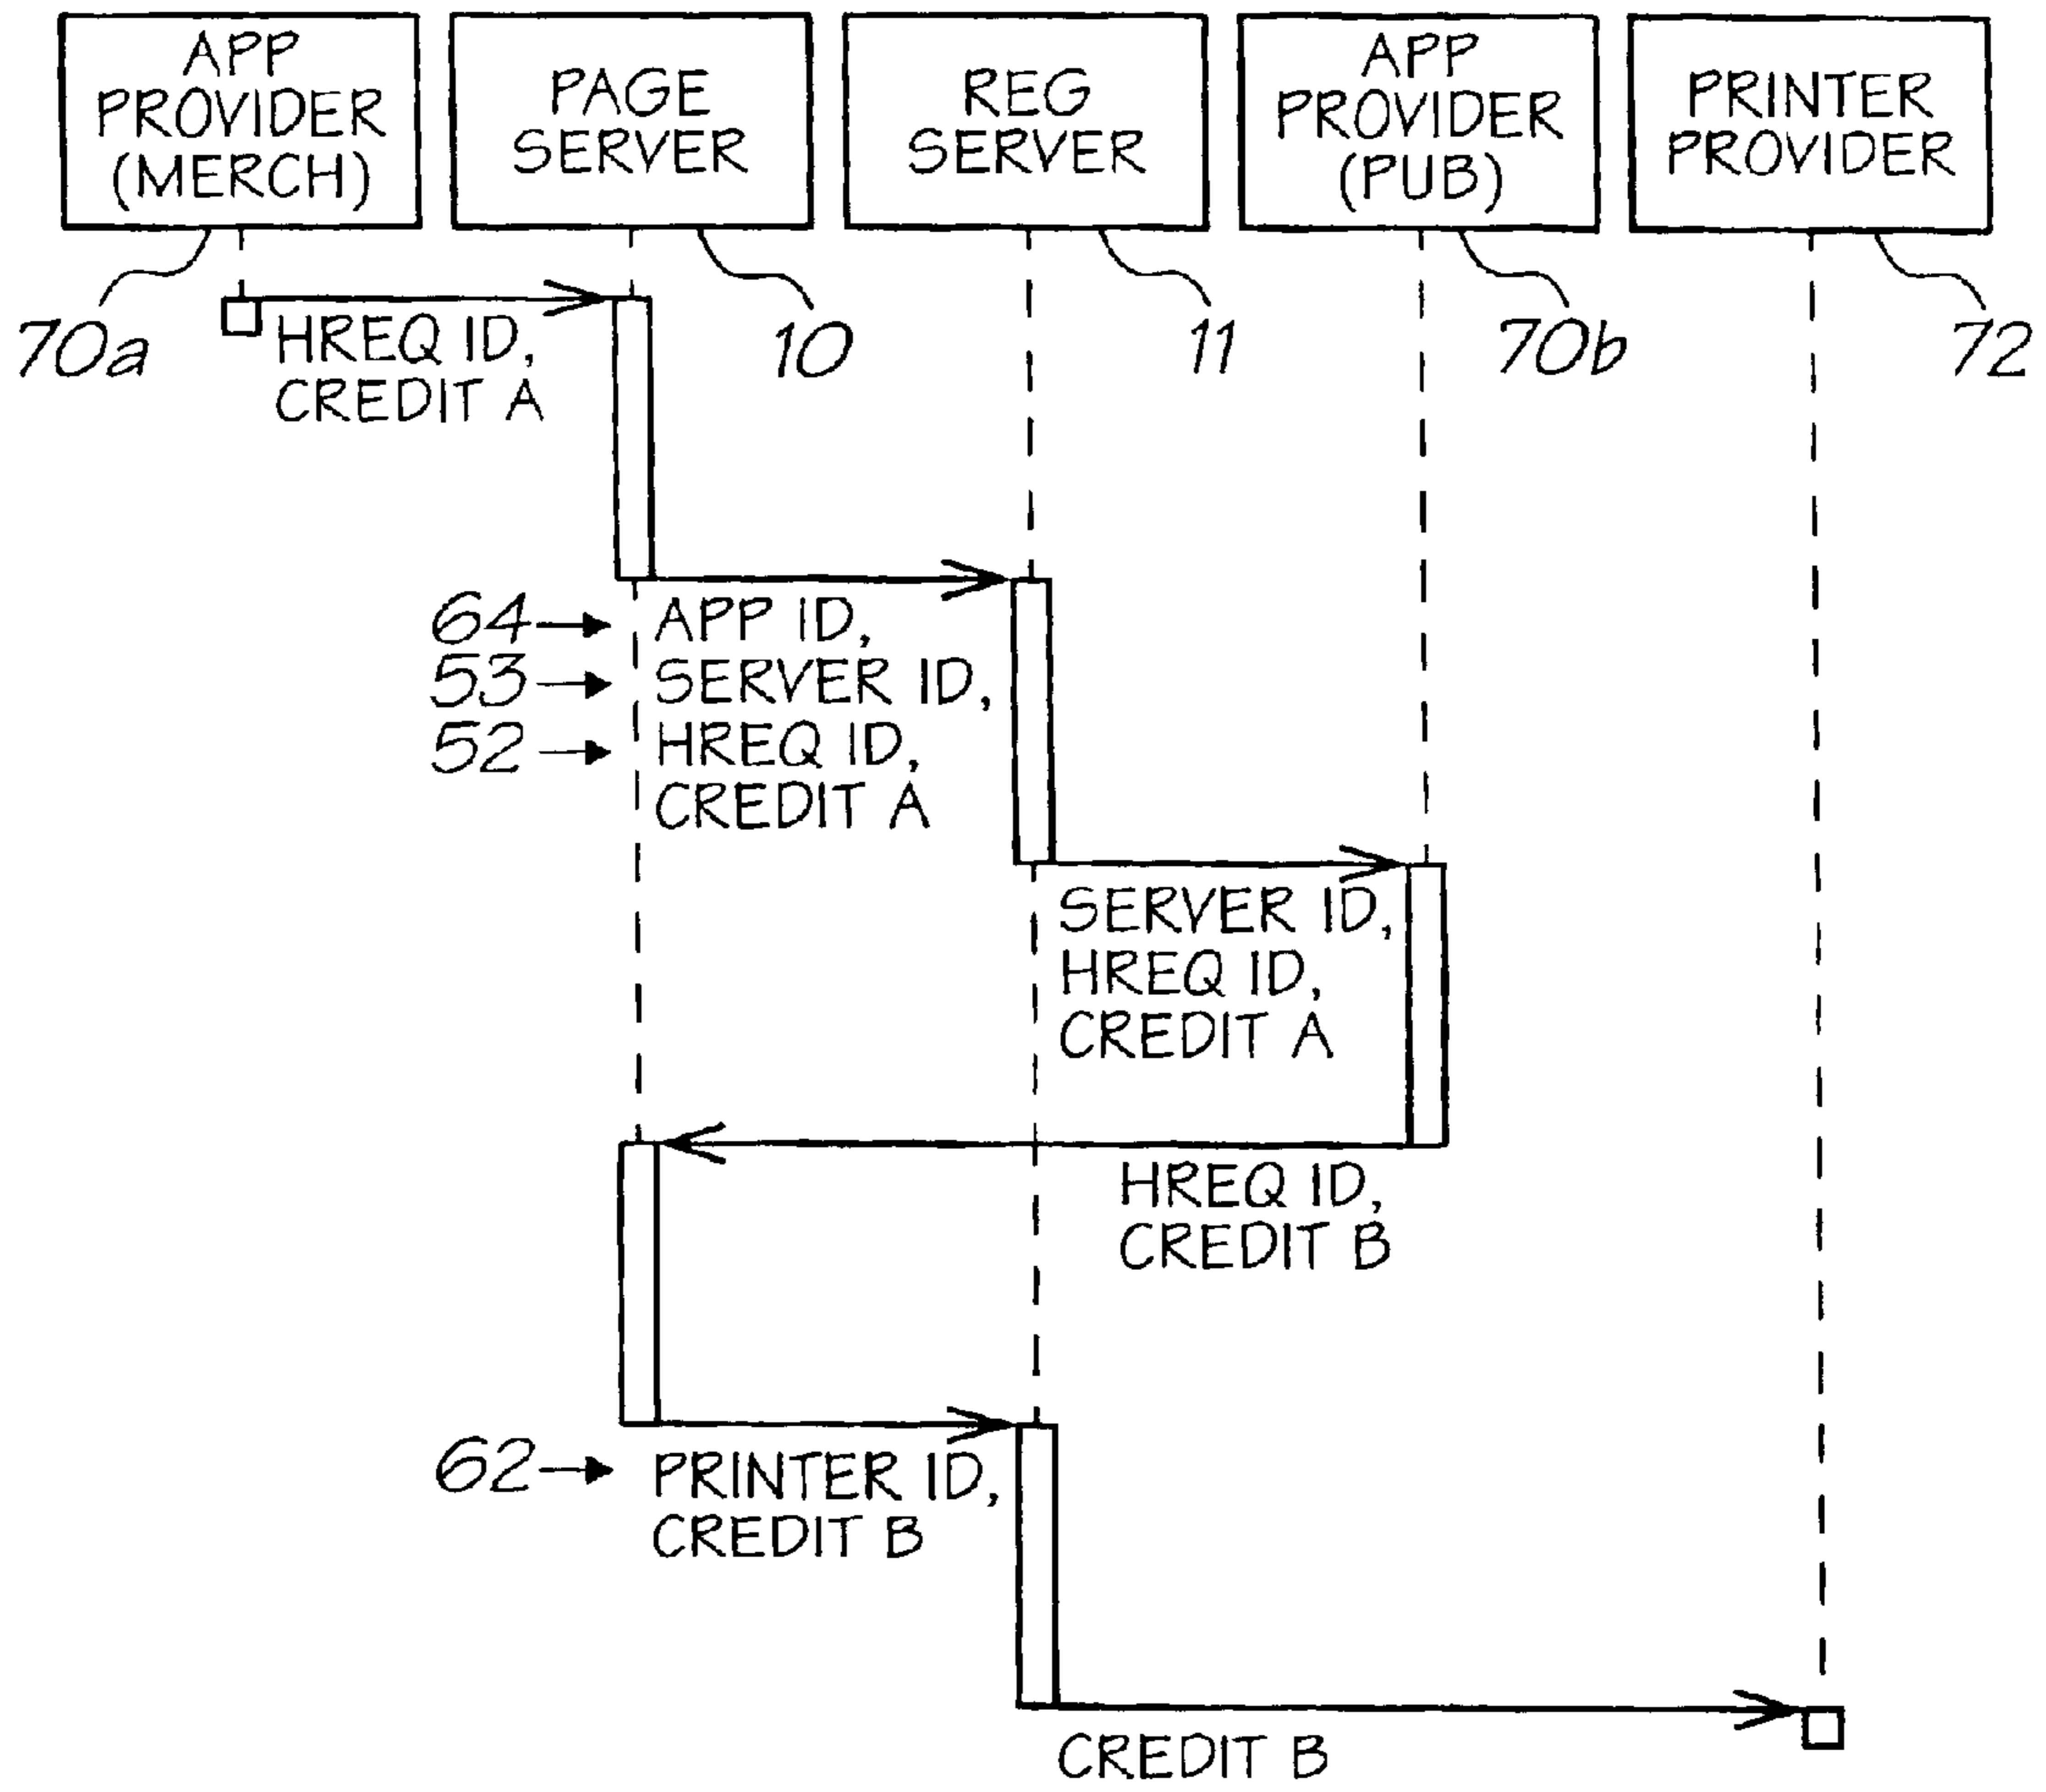 APP
PROVIDER
(MERCH)
PAGE
SERVER
REG
SERVER
APP
PROVIDER
(PUB)
PRINTER
PROVIDER
70a
10
11
70b
72
HREQ ID,
CREDIT A
64
APP ID,
53
SERVER ID,
52
HREQ ID,
CREDIT A
SERVER ID,
HREQ ID,
CREDIT A
HREQ ID,
CREDIT B
62
PRINTER ID,
CREDIT B
CREDIT B